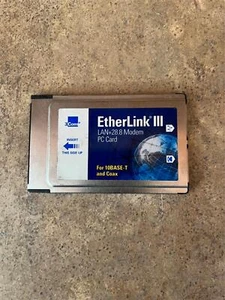 EtherLink III
LAN+28.8 Modem
PC Card
INSERT
THIS SIDE UP
For 10BASE-T
and Coax